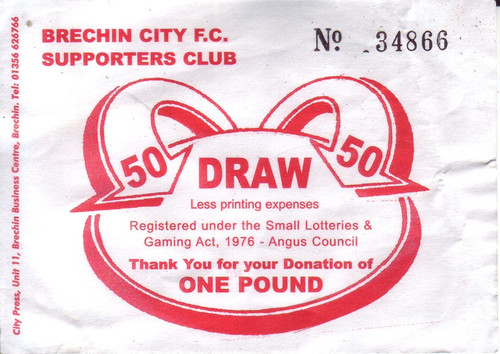 BRECHIN CITY F.C.
SUPPORTERS CLUB
Nº 34866
50 DRAW 50
Less printing expenses
Registered under the Small Lotteries &
Gaming Act, 1976 - Angus Council
Thank You for your Donation of
ONE POUND
City Press, Unit 11, Brechin Business Centre, Brechin. Tel: 01356 626766